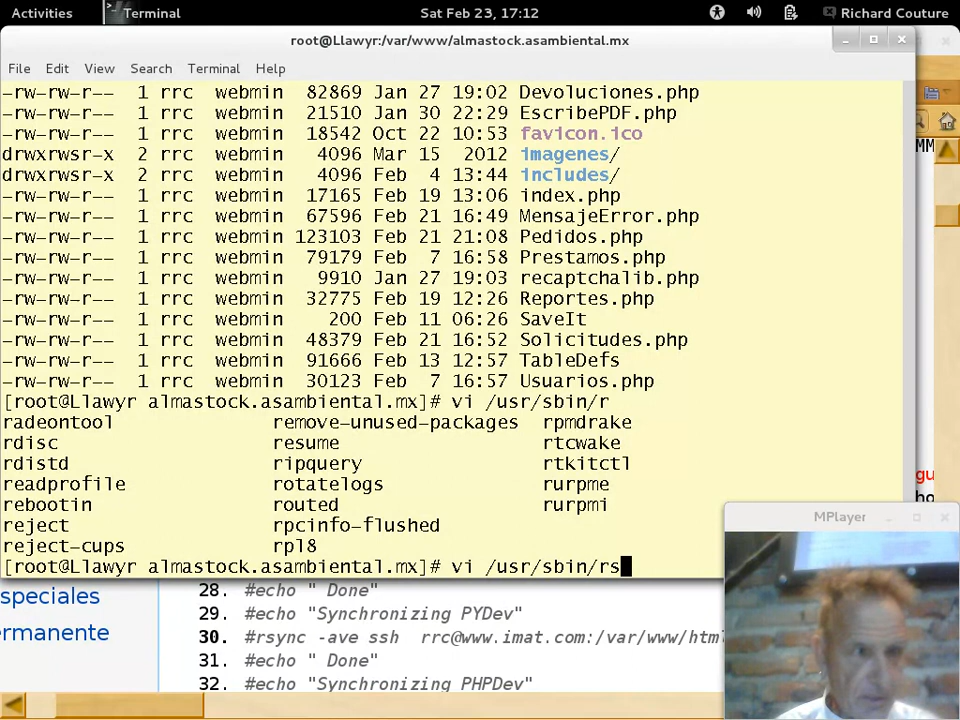 Activities
Terminal
Sat Feb 23, 17:12
Richard Couture
root@Llawyr:/var/www/almastock.asambiental.mx
File Edit View Search Terminal Help
-rw-rw-r-- 1 rrc webmin 82869 Jan 27 19:02 Devoluciones.php
-rw-rw-r-- 1 rrc webmin 21510 Jan 30 22:29 EscribePDF.php
-rw-rw-r-- 1 rrc webmin 18542 Oct 22 10:53 favicon.ico
drwxrwsr-x 2 rrc webmin 4096 Mar 15 2012 imagenes/
drwxrwsr-x 2 rrc webmin 4096 Feb 4 13:44 includes/
-rw-rw-r-- 1 rrc webmin 17165 Feb 19 13:06 index.php
-rw-rw-r-- 1 rrc webmin 67596 Feb 21 16:49 MensajeError.php
-rw-rw-r-- 1 rrc webmin 123103 Feb 21 21:08 Pedidos.php
-rw-rw-r-- 1 rrc webmin 79179 Feb 7 16:58 Prestamos.php
-rw-rw-r-- 1 rrc webmin 9910 Jan 27 19:03 recaptchalib.php
-rw-rw-r-- 1 rrc webmin 32775 Feb 19 12:26 Reportes.php
-rw-rw-r-- 1 rrc webmin 200 Feb 11 06:26 SaveIt
-rw-rw-r-- 1 rrc webmin 48379 Feb 21 16:52 Solicitudes.php
-rw-rw-r-- 1 rrc webmin 91666 Feb 13 12:57 TableDefs
-rw-rw-r-- 1 rrc webmin 30123 Feb 7 16:57 Usuarios.php
[root@Llawyr almastock.asambiental.mx]# vi /usr/sbin/r
radeontool remove-unused-packages rpmdrake
rdisc resume rtcwake
rdistd ripquery rtkitctl
readprofile rotatelogs rurpme
rebootin routed rurpmi
reject rpcinfo-flushed
reject-cups rpl8
[root@Llawyr almastock.asambiental.mx]# vi /usr/sbin/rs
MPlayer
speciales
ermanente
28. #echo " Done"
29. #echo "Synchronizing PYDev"
30. #rsync -ave ssh rrc@www.imat.com:/var/www/html
31. #echo " Done"
32. #echo "Synchronizing PHPDev"